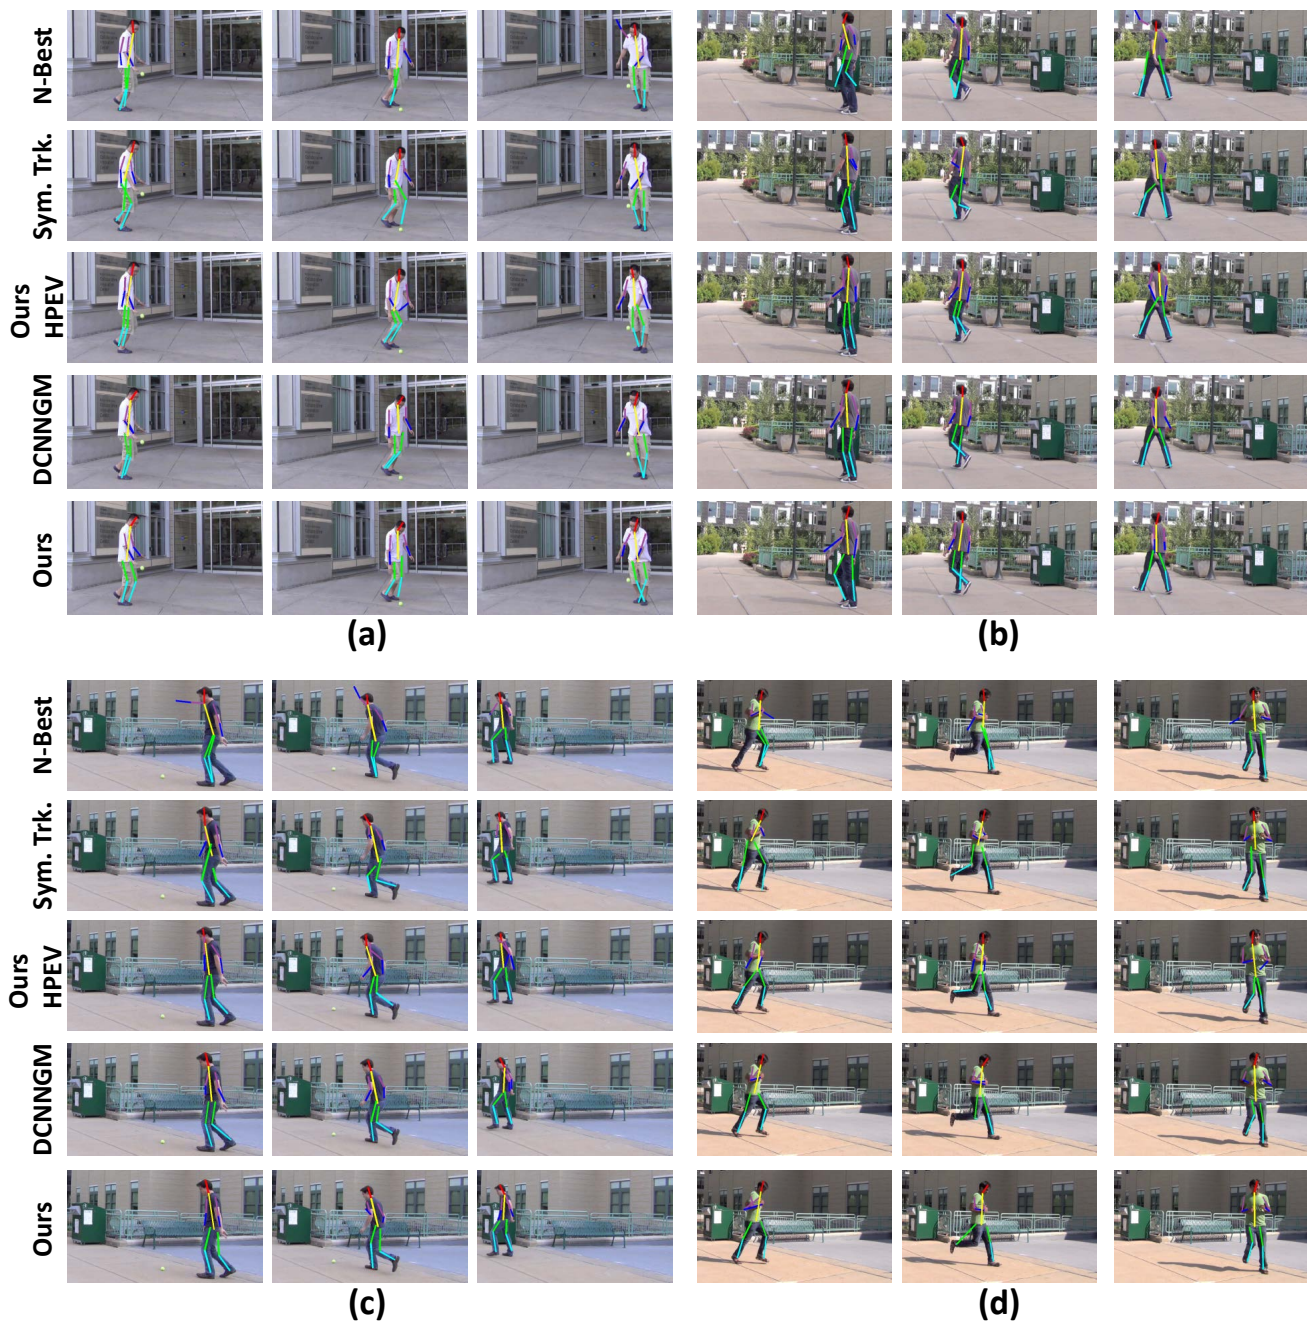 N-Best
Sym. Trk.
Ours
HPEV
DCNNGM
Ours
(a)
(b)
N-Best
Sym. Trk.
Ours
HPEV
DCNNGM
Ours
(c)
(d)